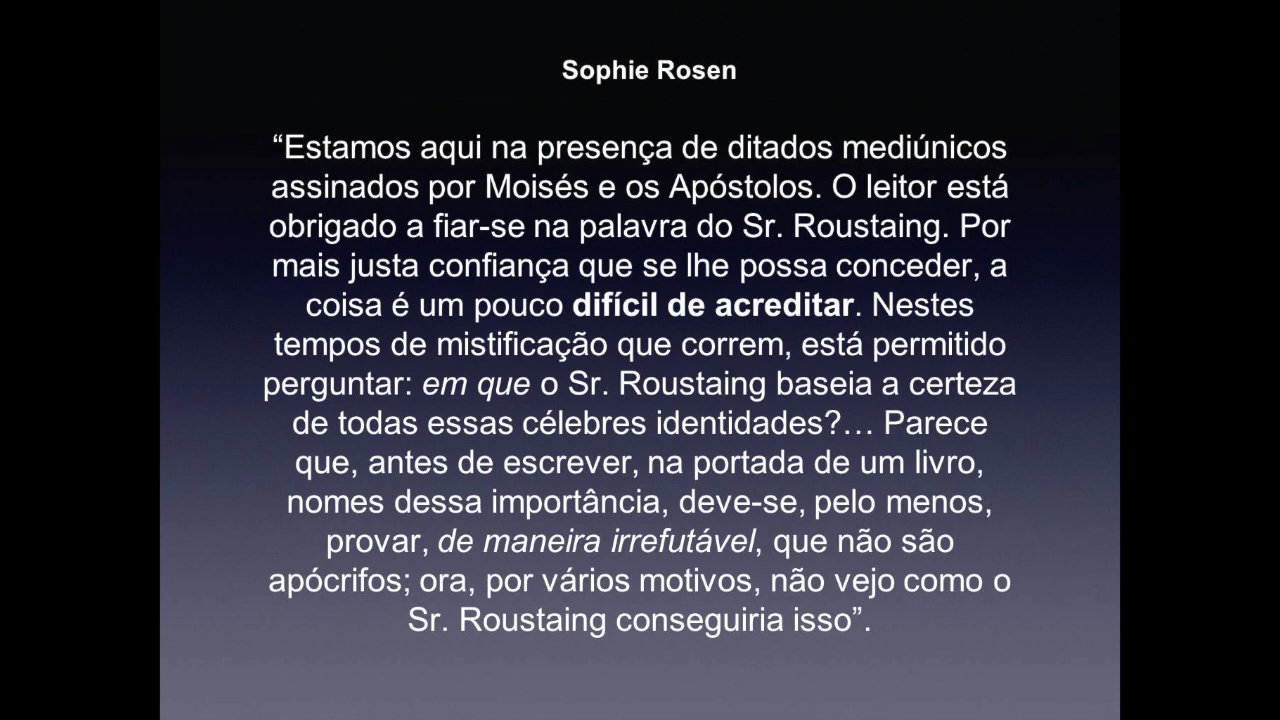 Sophie Rosen
“Estamos aqui na presença de ditados mediúnicos
assinados por Moisés e os Apóstolos. O leitor está
obrigado a fiar-se na palavra do Sr. Roustaing. Por
mais justa confiança que se lhe possa conceder, a
coisa é um pouco difícil de acreditar. Nestes
tempos de mistificação que correm, está permitido
perguntar: em que o Sr. Roustaing baseia a certeza
de todas essas célebres identidades?… Parece
que, antes de escrever, na portada de um livro,
nomes dessa importância, deve-se, pelo menos,
provar, de maneira irrefutável, que não são
apócrifos; ora, por vários motivos, não vejo como o
Sr. Roustaing conseguiria isso”.